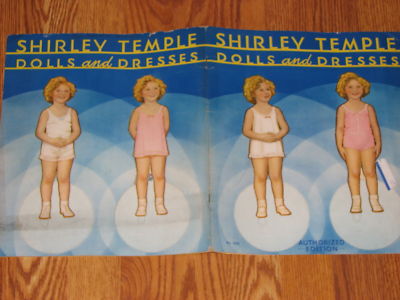 SHIRLEY TEMPLE
DOLLS and DRESSES
SHIRLEY TEMPLE
DOLLS and DRESSES
AUTHORIZED
EDITION